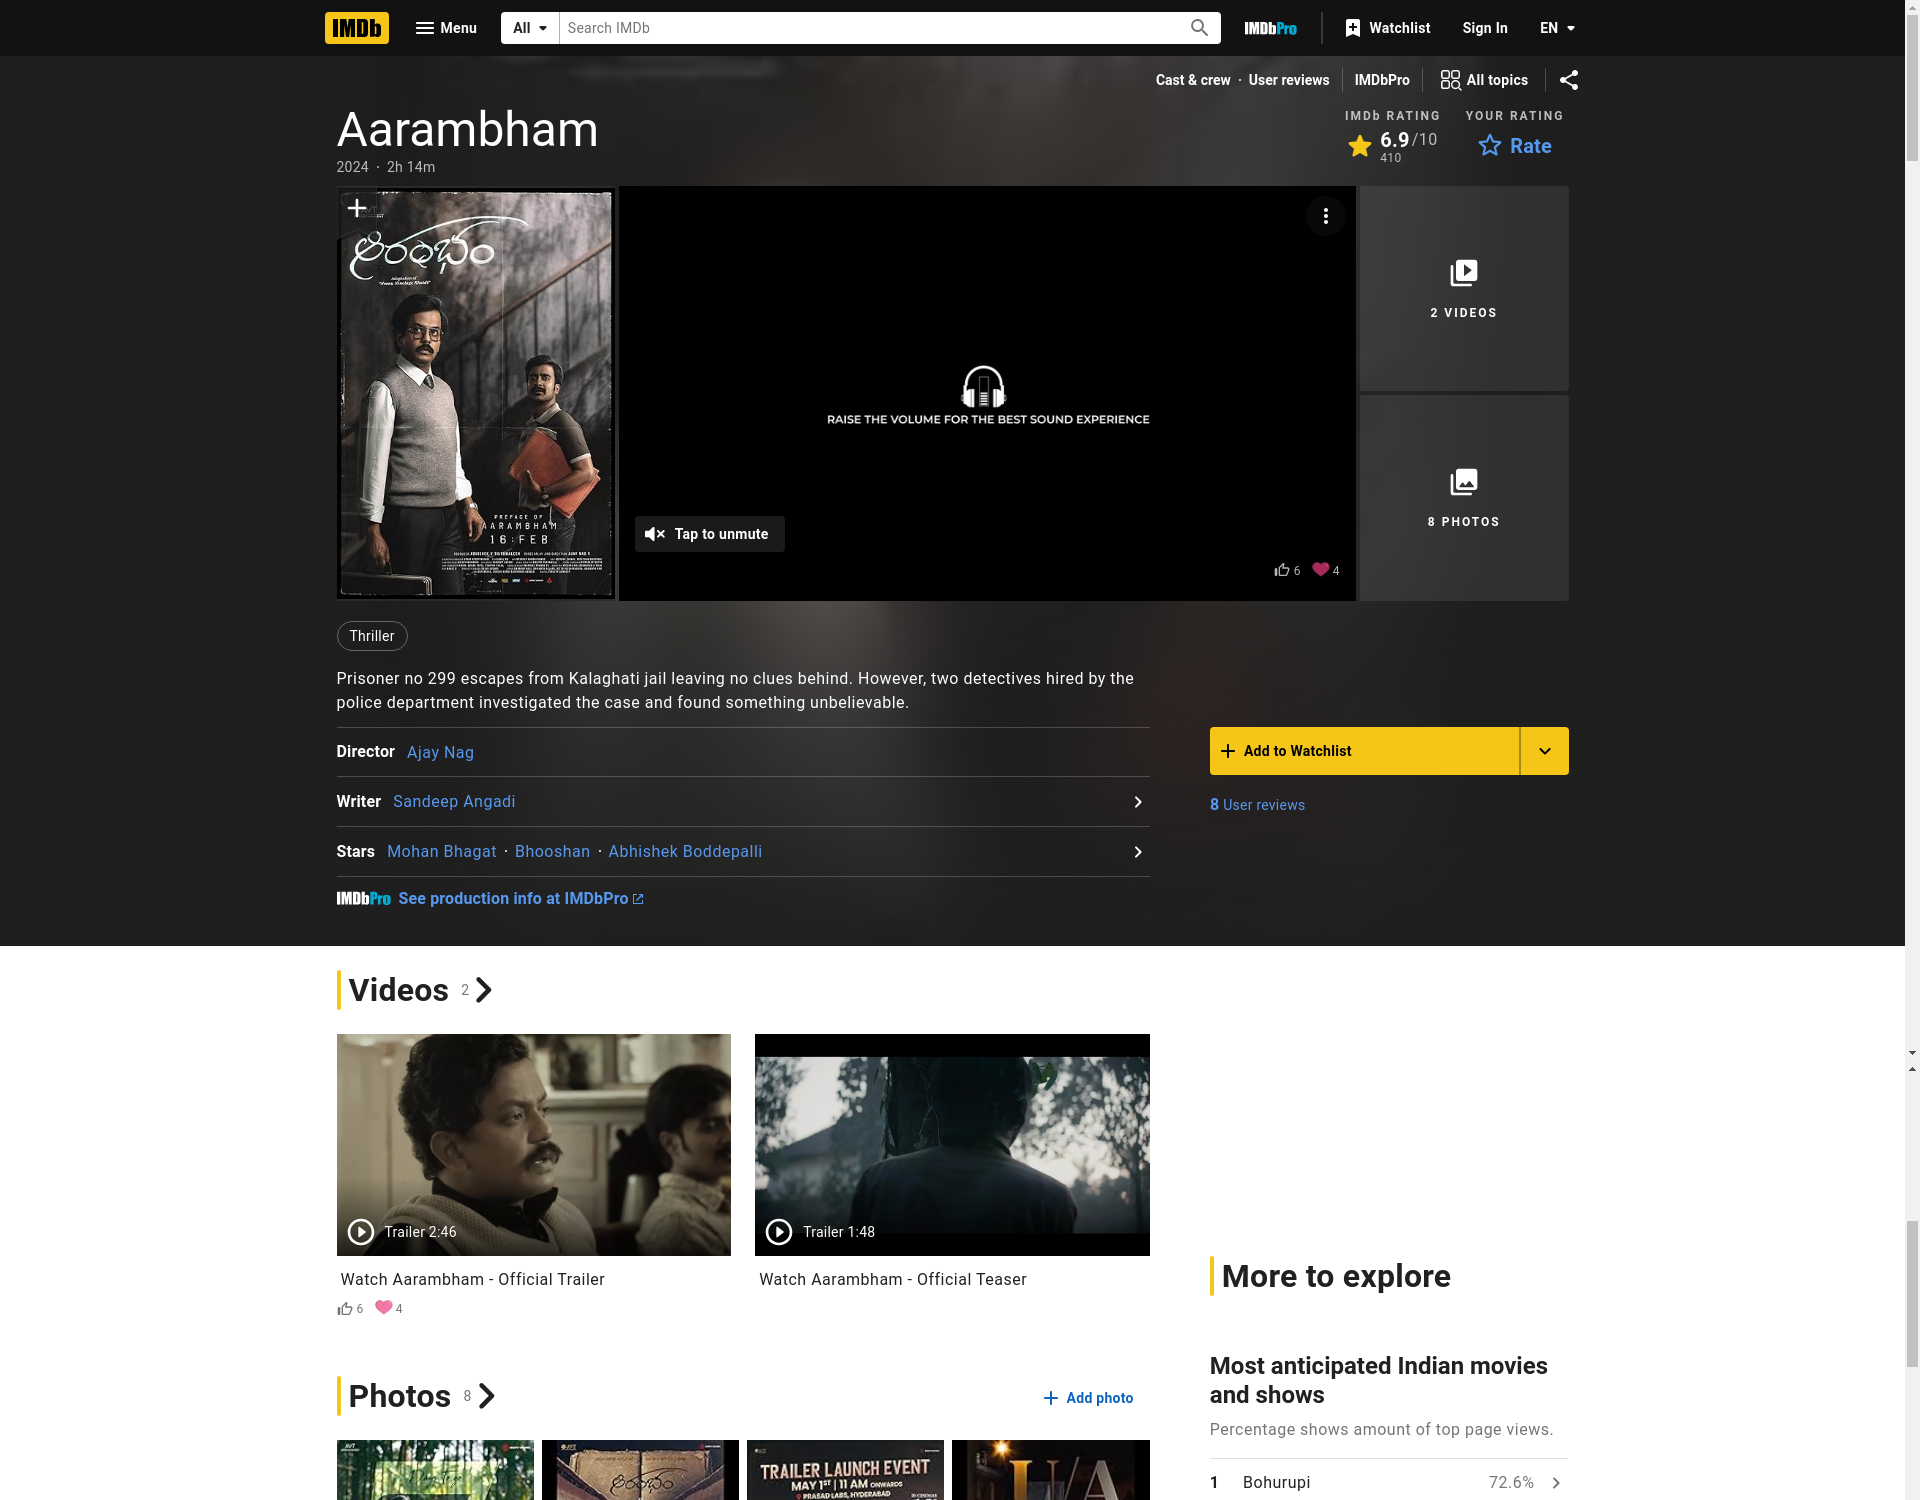 IMDb
Menu
All
Search IMDb
IMDbPro
Watchlist
Sign In
EN
Cast & crew · User reviews
IMDbPro
All topics
Aarambham
2024 · 2h 14m
IMDb RATING
6.9/10
410
YOUR RATING
Rate
ఆరంభం
PREFACE OF
AARAMBHAM
16 FEB
RAISE THE VOLUME FOR THE BEST SOUND EXPERIENCE
Tap to unmute
6
4
2 VIDEOS
8 PHOTOS
Thriller
Prisoner no 299 escapes from Kalaghati jail leaving no clues behind. However, two detectives hired by the
police department investigated the case and found something unbelievable.
Director Ajay Nag
Writer Sandeep Angadi
Stars Mohan Bhagat · Bhooshan · Abhishek Boddepalli
IMDbPro See production info at IMDbPro
Add to Watchlist
8 User reviews
Videos 2
Trailer 2:46
Watch Aarambham - Official Trailer
6
4
Trailer 1:48
Watch Aarambham - Official Teaser
Photos 8
Add photo
ఆరంభం
TRAILER LAUNCH EVENT
MAY 1ST | 11 AM ONWARDS
PRASAD LABS, HYDERABAD
More to explore
Most anticipated Indian movies
and shows
Percentage shows amount of top page views.
1 Bohurupi 72.6%